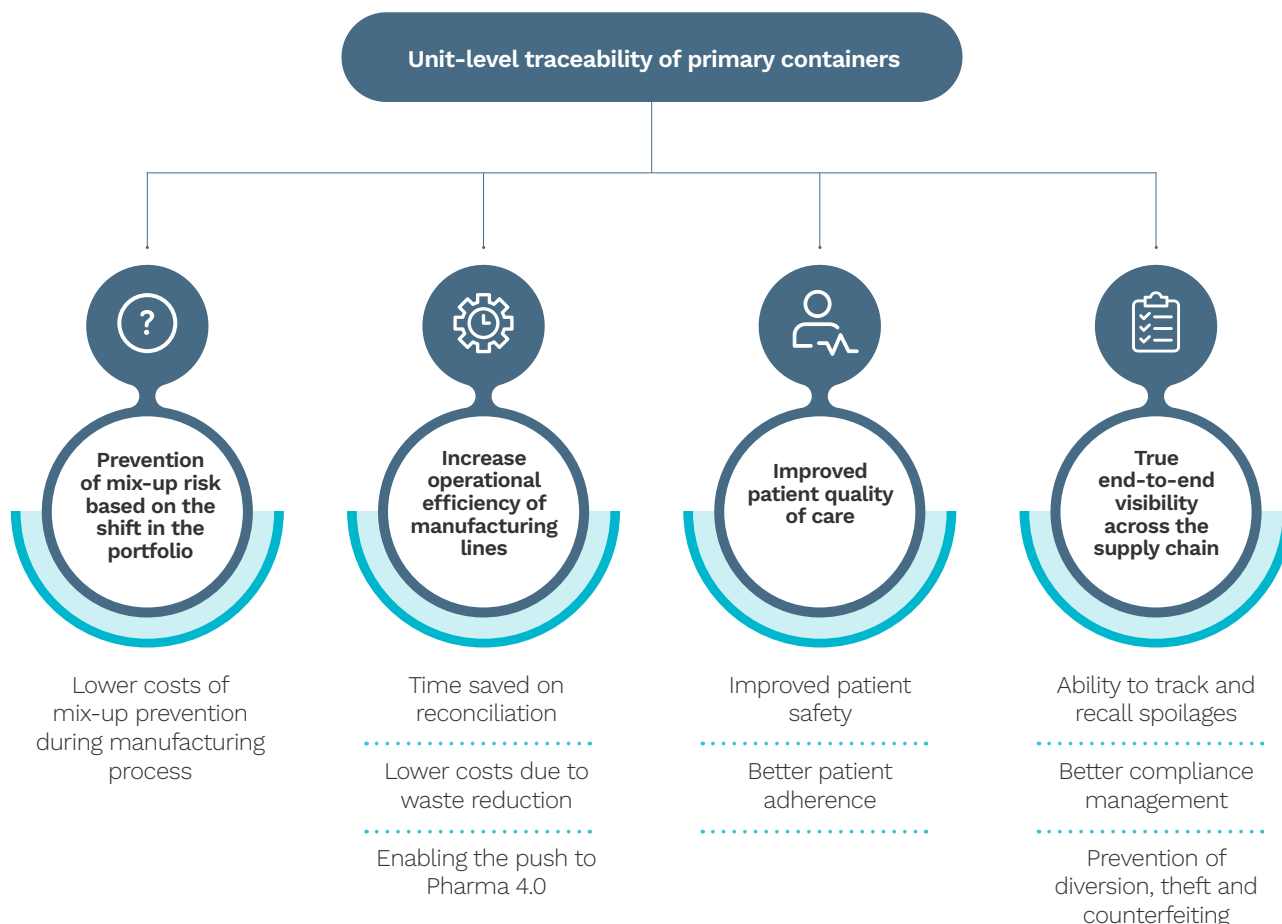 Unit-level traceability of primary containers
?
Prevention
of mix-up risk
based on the
shift in the
portfolio
Lower costs of
mix-up prevention
during manufacturing
process
Increase
operational
efficiency of
manufacturing
lines
Time saved on
reconciliation
Lower costs due to
waste reduction
Enabling the push to
Pharma 4.0
Improved
patient quality
of care
Improved patient
safety
Better patient
adherence
True
end-to-end
visibility
across the
supply chain
Ability to track and
recall spoilages
Better compliance
management
Prevention of
diversion, theft and
counterfeiting